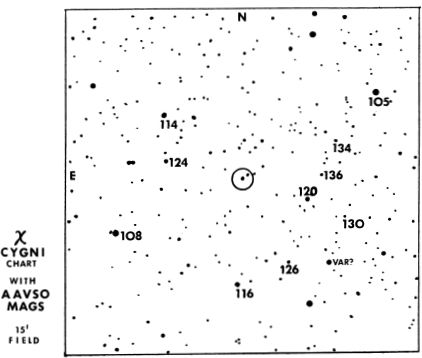 N
105
114
134
124
136
E
120
130
108
126
VAR?
116
χ
CYGNI
CHART
WITH
AAVSO
MAGS
15'
FIELD